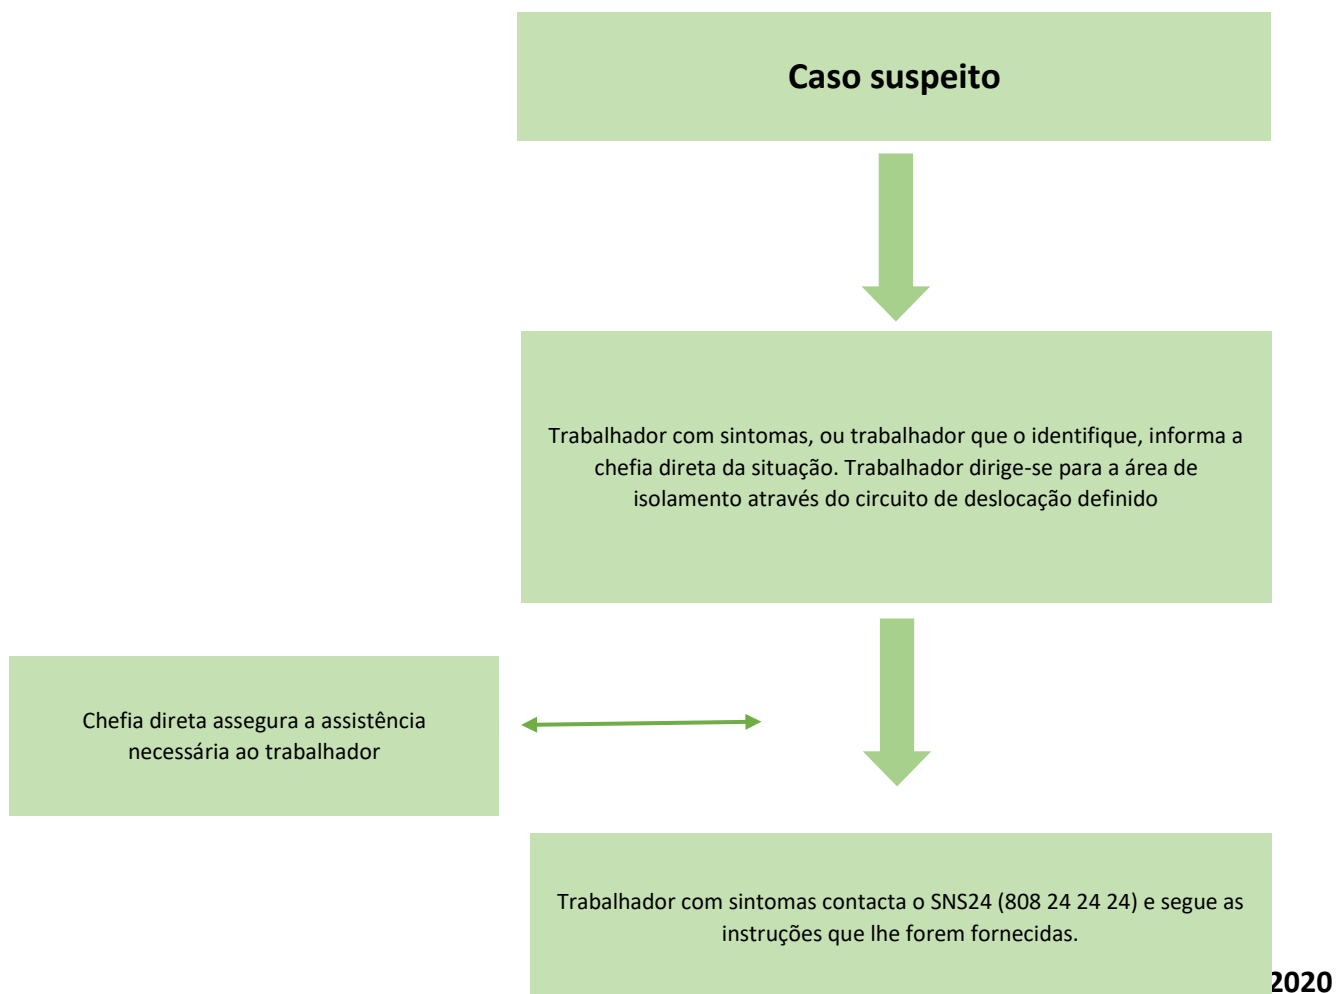 Caso suspeito
Trabalhador com sintomas, ou trabalhador que o identifique, informa a
chefia direta da situação. Trabalhador dirige-se para a área de
isolamento através do circuito de deslocação definido
Chefia direta assegura a assistência
necessária ao trabalhador
Trabalhador com sintomas contacta o SNS24 (808 24 24 24) e segue as
instruções que lhe forem fornecidas.
2020